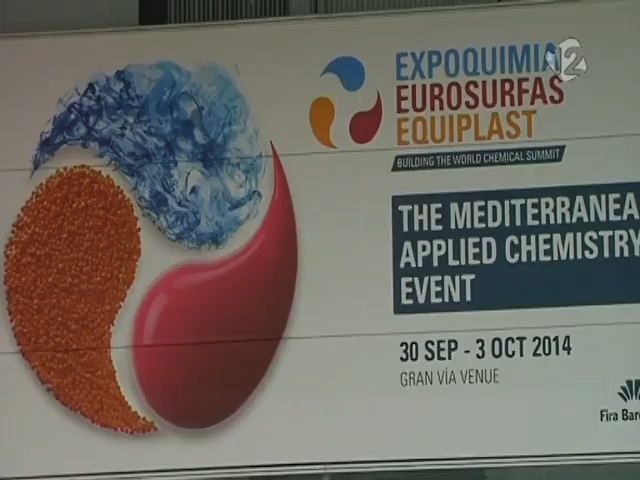 EXPOQUIMIA
EUROSURFAS
EQUIPLAST
BUILDING THE WORLD CHEMICAL SUMMIT
THE MEDITERRANEA
APPLIED CHEMISTRY
EVENT
30 SEP - 3 OCT 2014
GRAN VÍA VENUE
Fira Bar
2